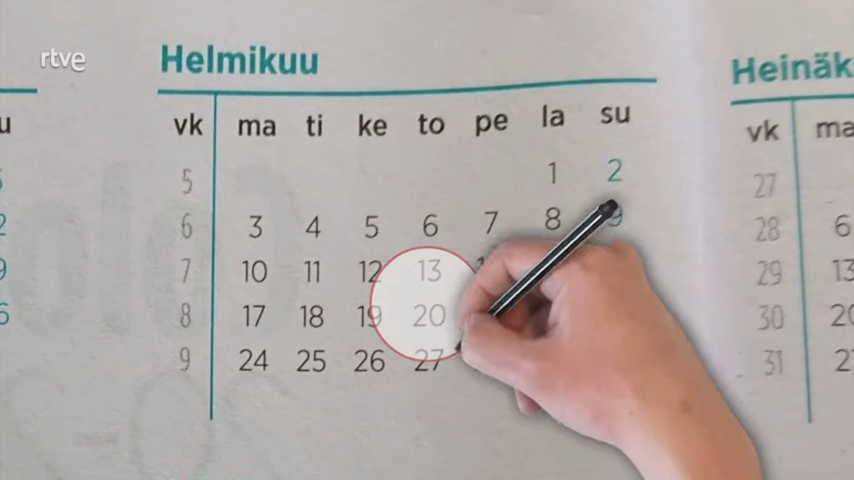 rtve
Helmikuu
Heinäk
vk ma ti ke to pe la su
vk ma
5 1 2
27
6 3 4 5 6 7 8 9
28 6
7 10 11 12 13
29 13
8 17 18 19 20
30 20
9 24 25 26 27
31